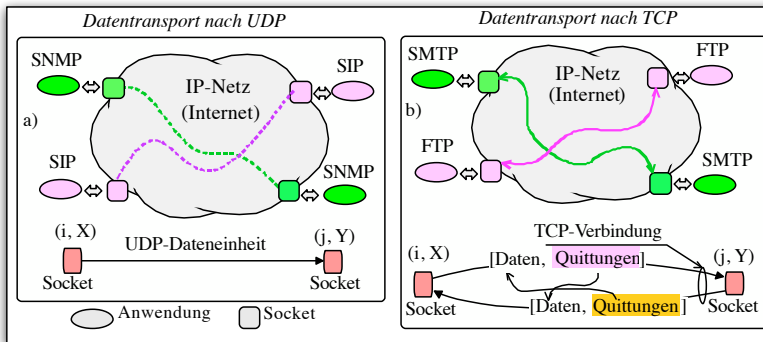 Datentransport nach UDP
SNMP
SIP
IP-Netz
(Internet)
a)
SIP
SNMP
(i, X)
UDP-Dateneinheit
(j, Y)
Socket
Socket
Anwendung
Socket
Datentransport nach TCP
SMTP
FTP
IP-Netz
(Internet)
b)
FTP
SMTP
TCP-Verbindung
(i, X)
(j, Y)
[Daten, Quittungen]
Socket
[Daten, Quittungen]
Socket